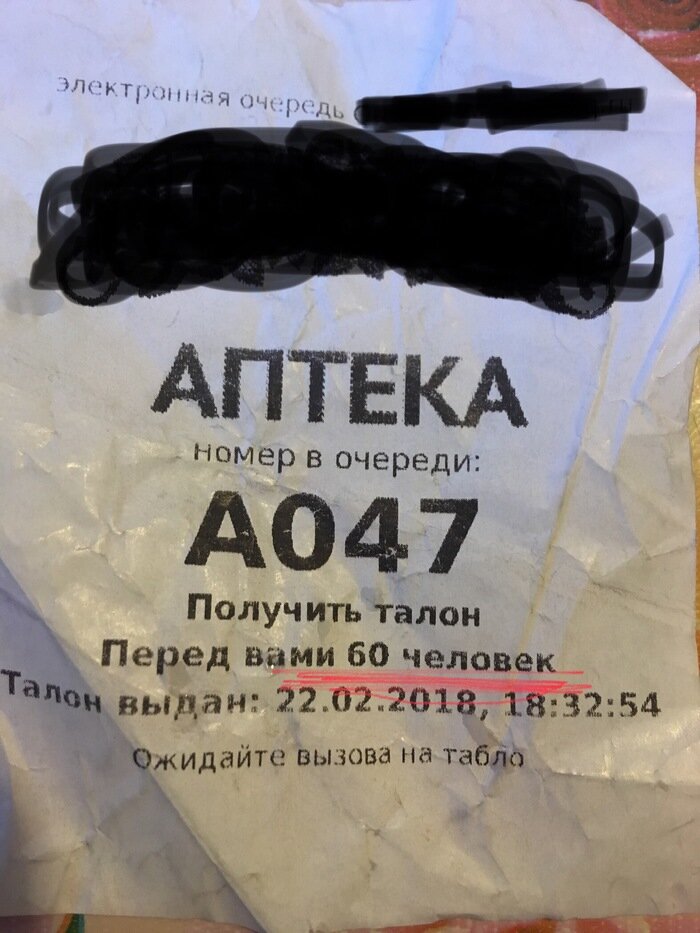 электронная очередь
АПТЕКА
номер в очереди:
А047
Получить талон
Перед вами 60 человек
Талон выдан: 22.02.2018, 18:32:54
Ожидайте вызова на табло